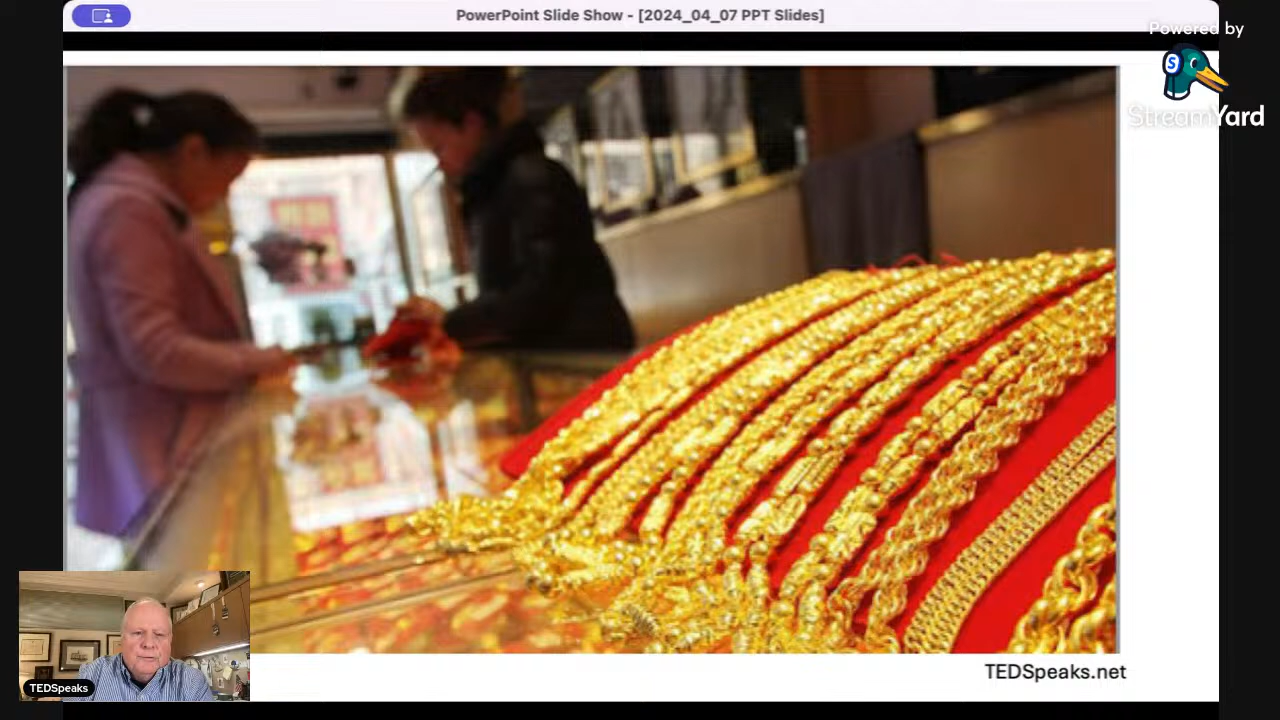 PowerPoint Slide Show - [2024_04_07 PPT Slides]
Powered by
S
StreamYard
TEDSpeaks.net
TEDSpeaks